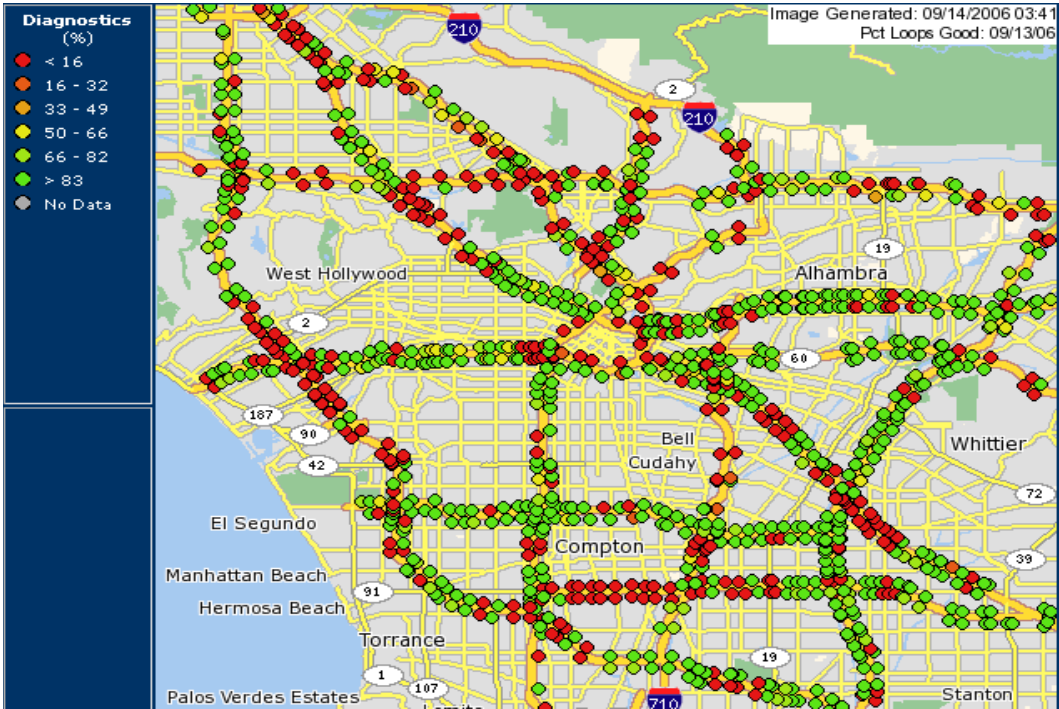 Diagnostics
(%)
< 16
16 - 32
33 - 49
50 - 66
66 - 82
> 83
No Data
Image Generated: 09/14/2006 03:41
Pct Loops Good: 09/13/06
210
2
210
19
West Hollywood
Alhambra
2
60
187
90
42
Bell
Cudahy
Whittier
72
El Segundo
Compton
39
Manhattan Beach
91
Hermosa Beach
Torrance
19
1
107
710
Palos Verdes Estates
Stanton